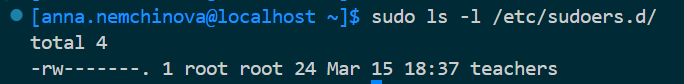 [anna.nemchinova@localhost ~]$ sudo ls -l /etc/sudoers.d/
total 4
-rw-------. 1 root root 24 Mar 15 18:37 teachers